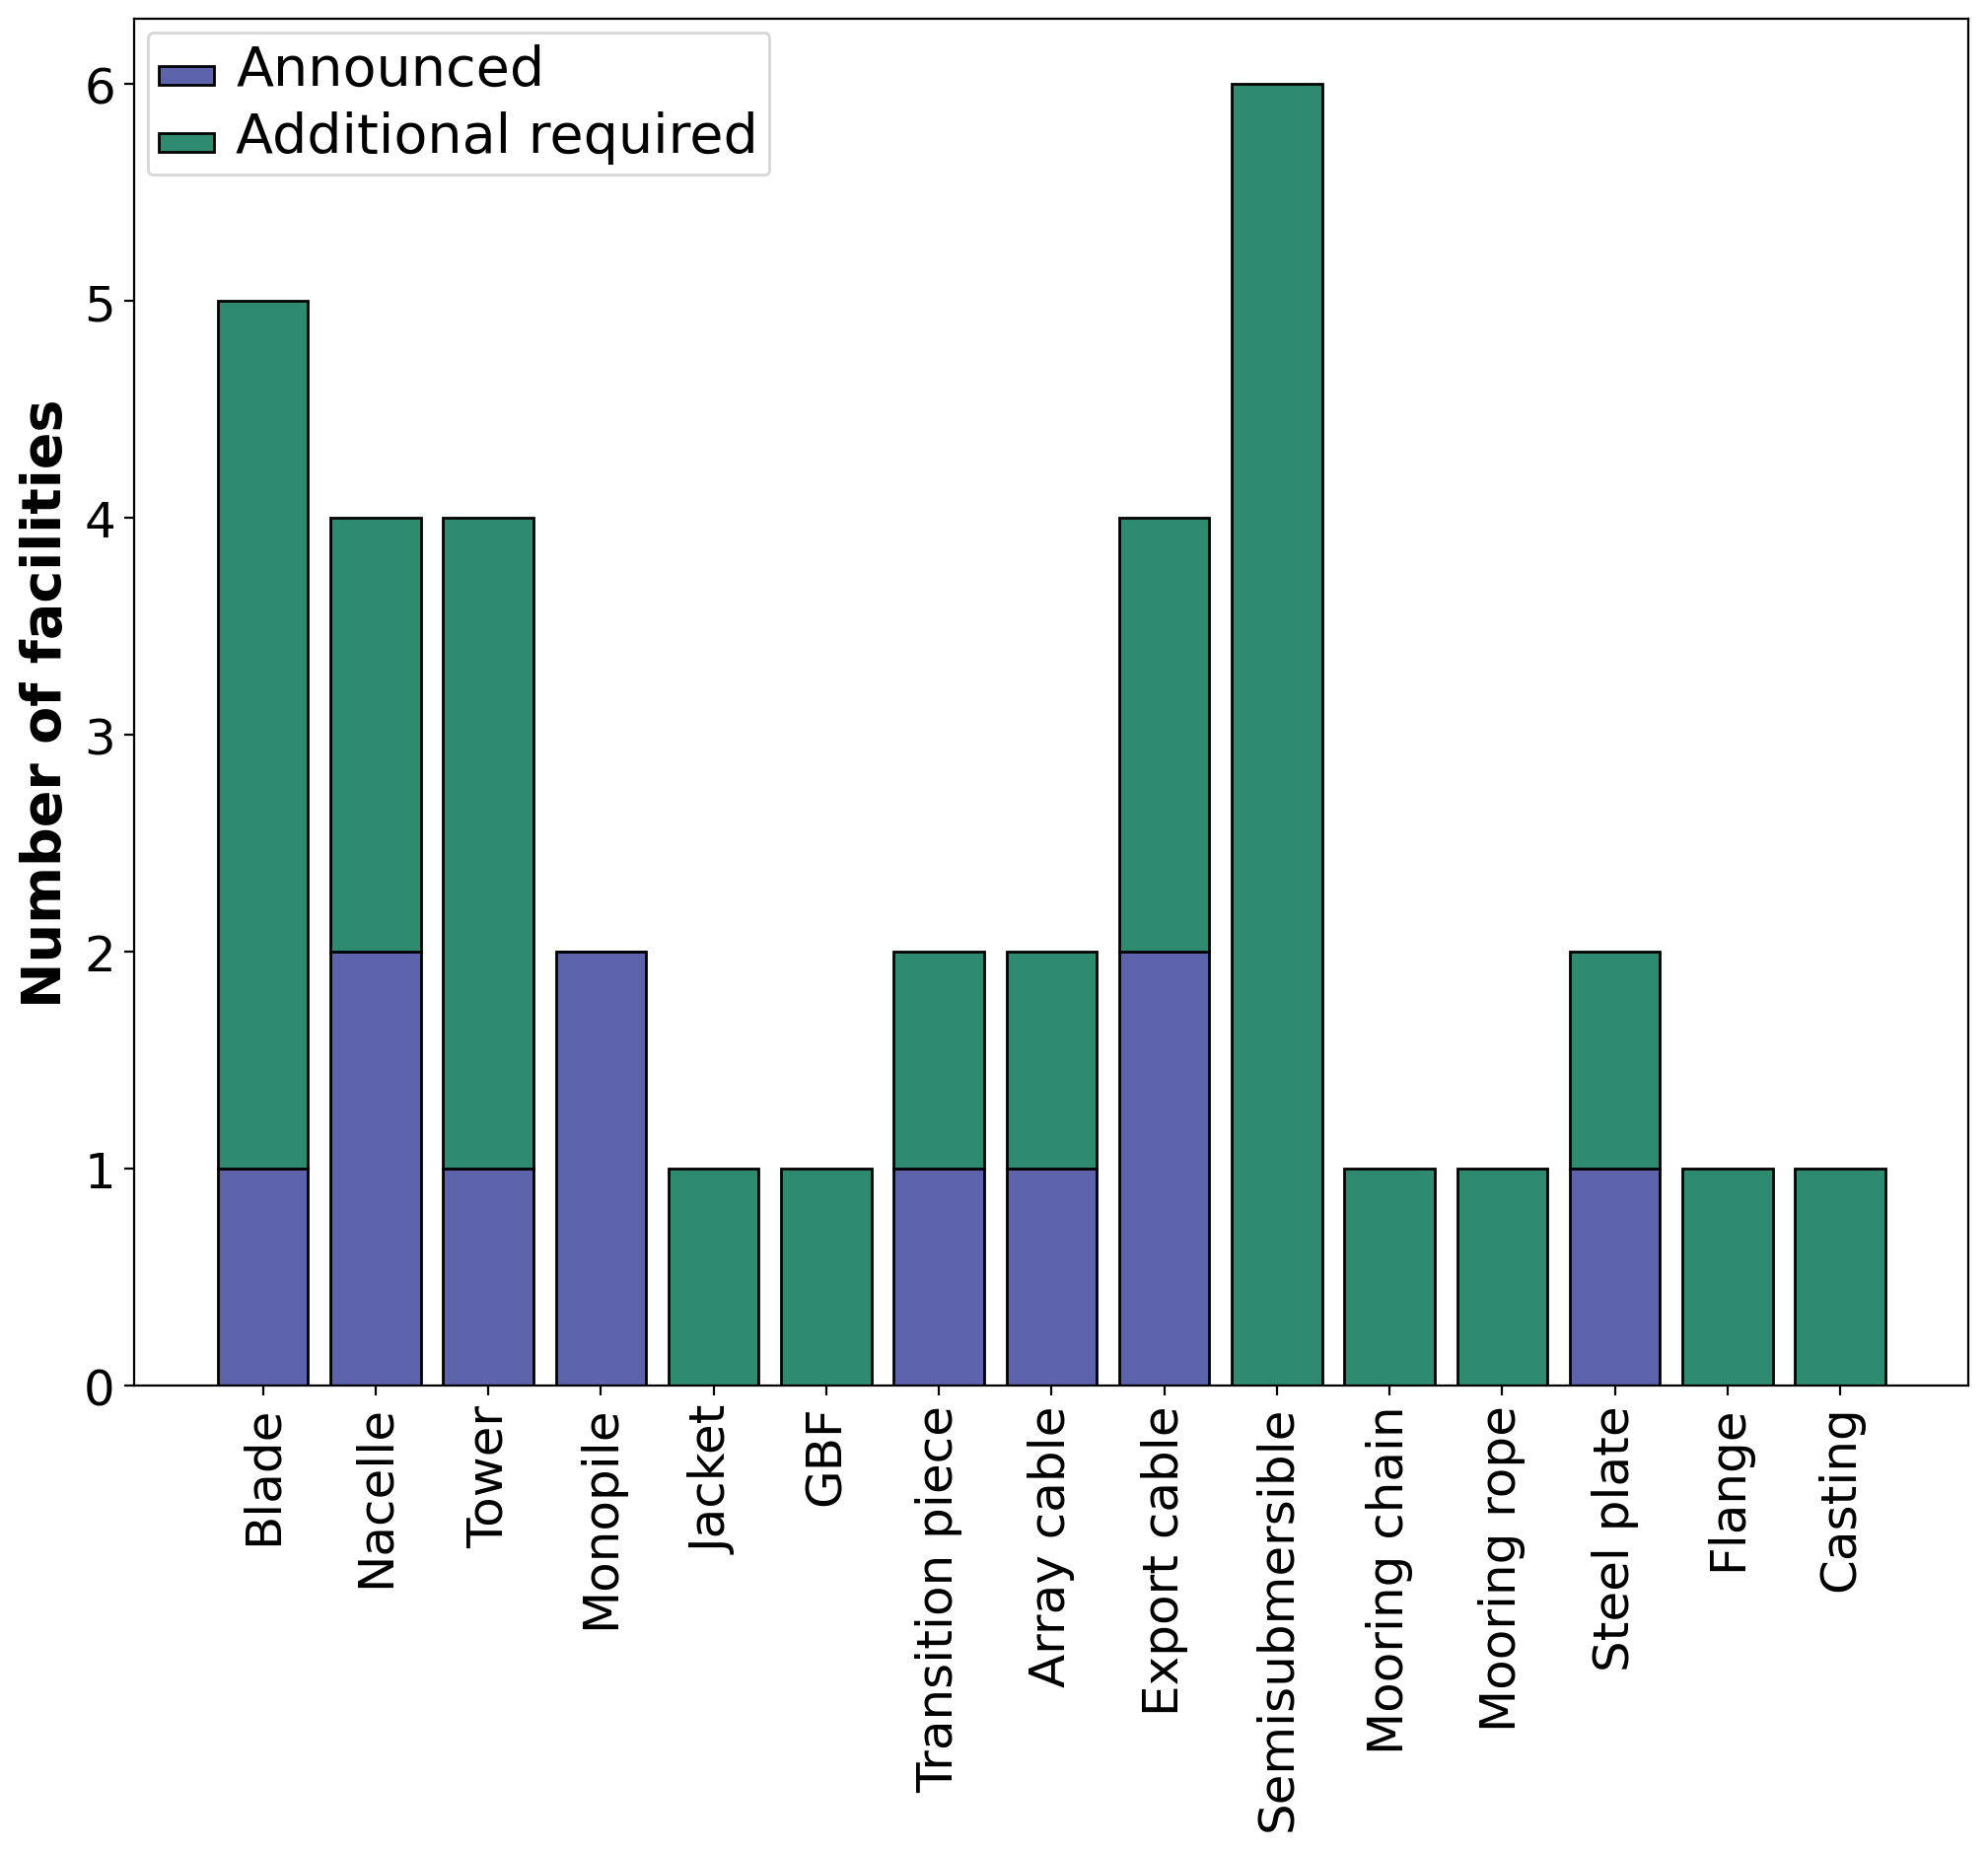 Announced
Additional required
Number of facilities
6
5
4
3
2
1
0
Blade
Nacelle
Tower
Monopile
Jacket
GBF
Transition piece
Array cable
Export cable
Semisubmersible
Mooring chain
Mooring rope
Steel plate
Flange
Casting